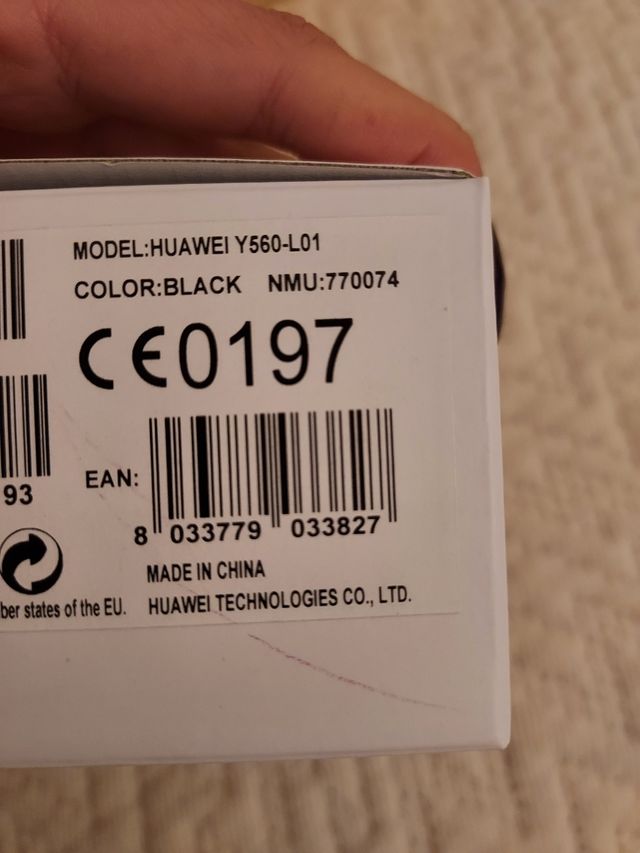 MODEL:HUAWEI Y560-L01
COLOR:BLACK NMU:770074
CE0197
93
EAN:
8 033779 033827
MADE IN CHINA
ber states of the EU. HUAWEI TECHNOLOGIES CO., LTD.